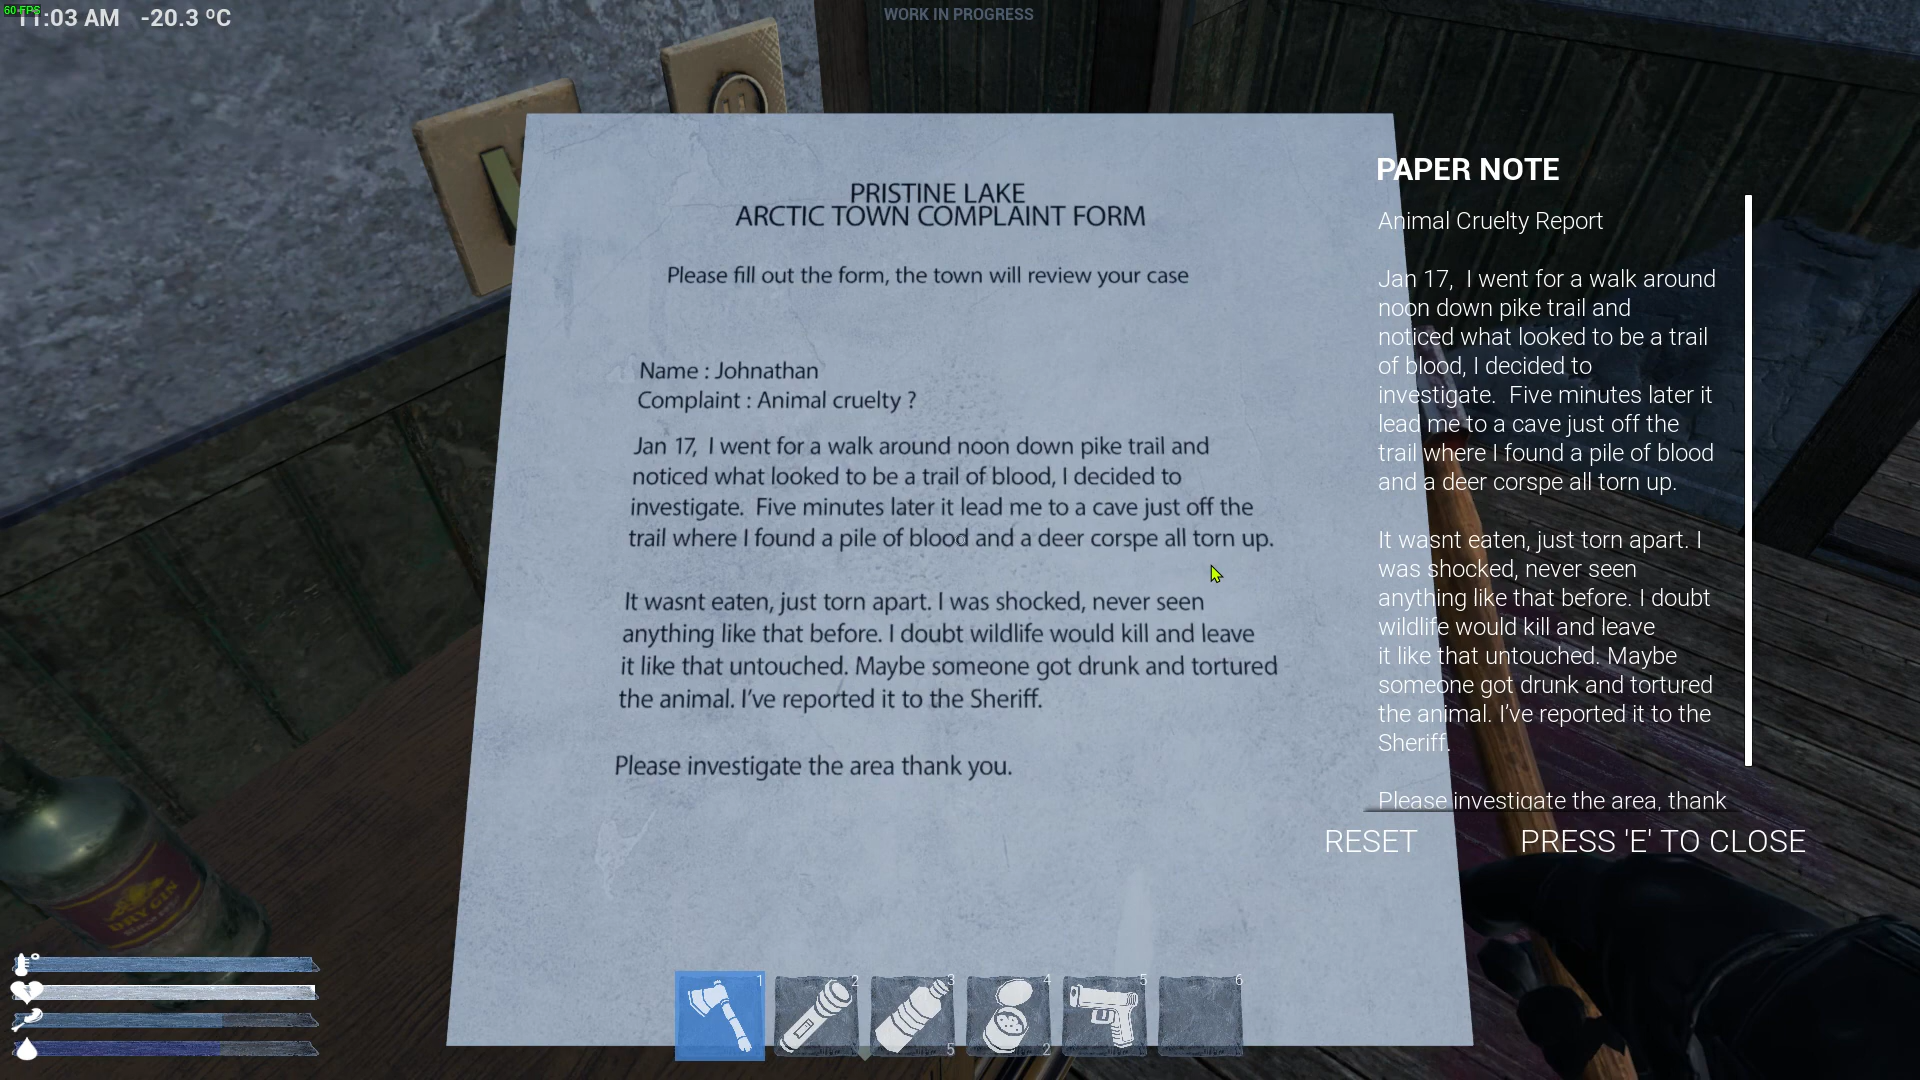 60 FPS
11:03 AM -20.3 ºC
WORK IN PROGRESS
PRISTINE LAKE
ARCTIC TOWN COMPLAINT FORM
Please fill out the form, the town will review your case
Name : Johnathan
Complaint : Animal cruelty ?
Jan 17,  I went for a walk around noon down pike trail and
noticed what looked to be a trail of blood, I decided to
investigate.  Five minutes later it lead me to a cave just off the
trail where I found a pile of blood and a deer corspe all torn up.
It wasnt eaten, just torn apart. I was shocked, never seen
anything like that before. I doubt wildlife would kill and leave
it like that untouched. Maybe someone got drunk and tortured
the animal. I’ve reported it to the Sheriff.
Please investigate the area thank you.
PAPER NOTE
Animal Cruelty Report
Jan 17,  I went for a walk around
noon down pike trail and
noticed what looked to be a trail
of blood, I decided to
investigate.  Five minutes later it
lead me to a cave just off the
trail where I found a pile of blood
and a deer corspe all torn up.
It wasnt eaten, just torn apart. I
was shocked, never seen
anything like that before. I doubt
wildlife would kill and leave
it like that untouched. Maybe
someone got drunk and tortured
the animal. I’ve reported it to the
Sheriff.
Please investigate the area, thank
RESET
PRESS 'E' TO CLOSE
DRY GIN
1
2
3
4
5
6
5
2